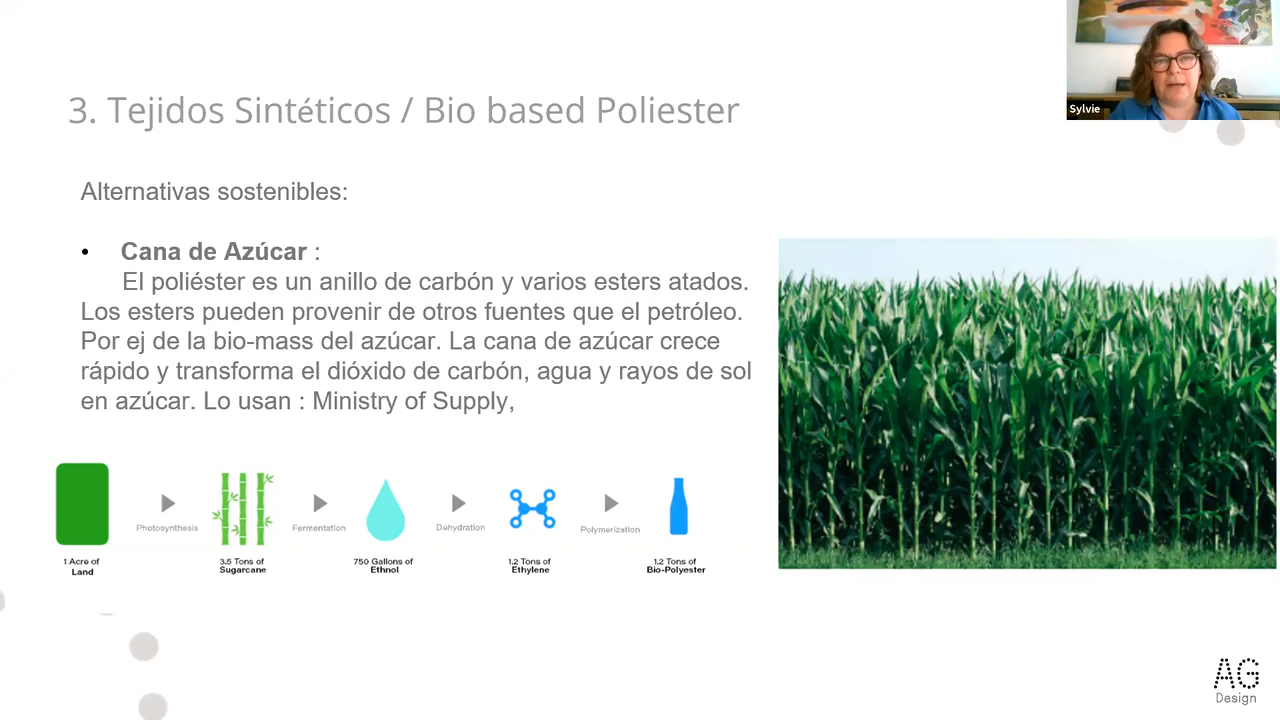 Sylvie
3. Tejidos Sintéticos / Bio based Poliester
Alternativas sostenibles:
• Cana de Azúcar :
El poliéster es un anillo de carbón y varios esters atados.
Los esters pueden provenir de otros fuentes que el petróleo.
Por ej de la bio-mass del azúcar. La cana de azúcar crece
rápido y transforma el dióxido de carbón, agua y rayos de sol
en azúcar. Lo usan : Ministry of Supply,
Photosynthesis
Fermentation
Dehydration
Polymerization
1 Acre of
Land
3.5 Tons of
Sugarcane
750 Gallons of
Ethnol
1.2 Tons of
Ethylene
1.2 Tons of
Bio-Polyester
AG
Design